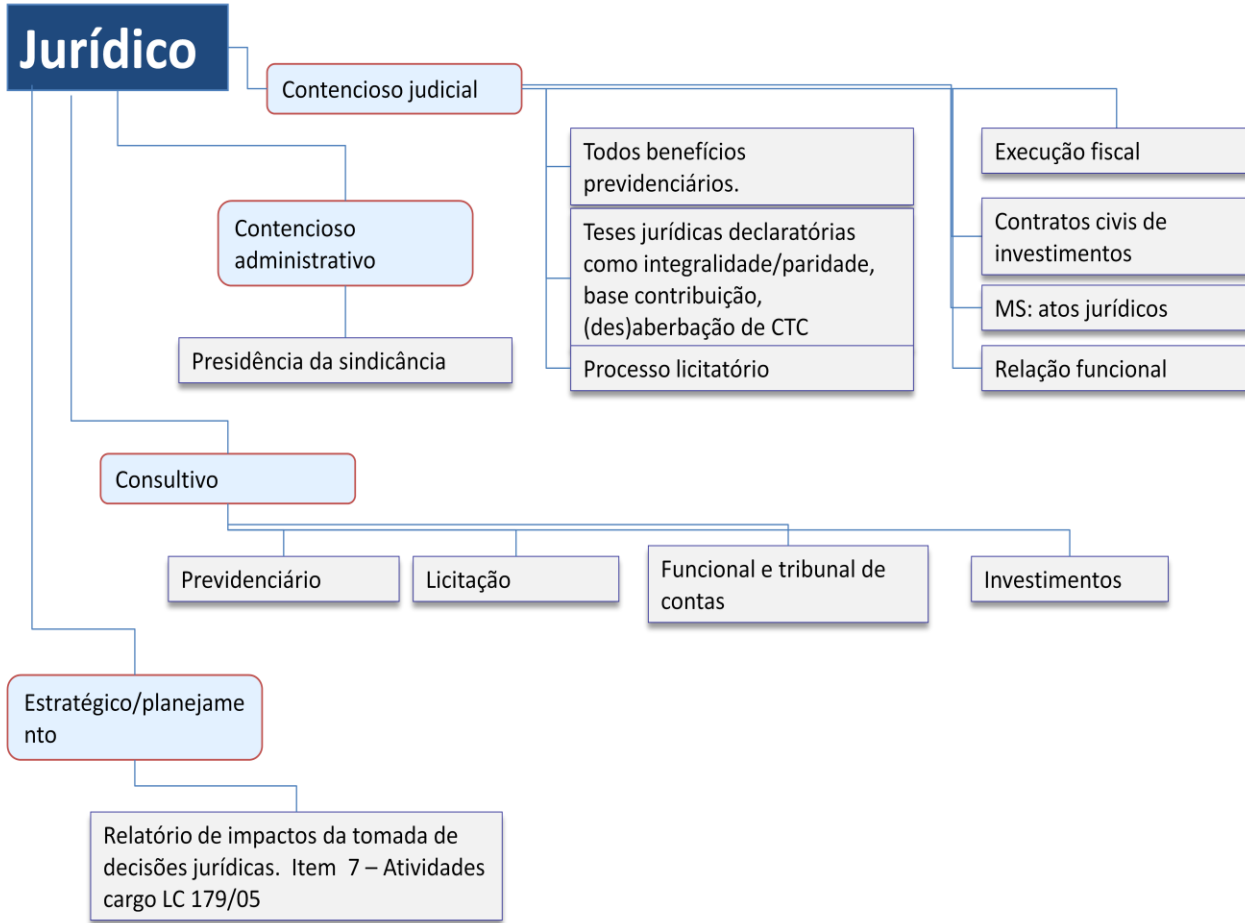 Jurídico
Contencioso judicial
Todos benefícios
previdenciários.
Execução fiscal
Contencioso
administrativo
Teses jurídicas declaratórias
como integralidade/paridade,
base contribuição,
(des)aberbação de CTC
Contratos civis de
investimentos
MS: atos jurídicos
Presidência da sindicância
Processo licitatório
Relação funcional
Consultivo
Previdenciário
Licitação
Funcional e tribunal de
contas
Investimentos
Estratégico/planejame
nto
Relatório de impactos da tomada de
decisões jurídicas.  Item  7 – Atividades
cargo LC 179/05